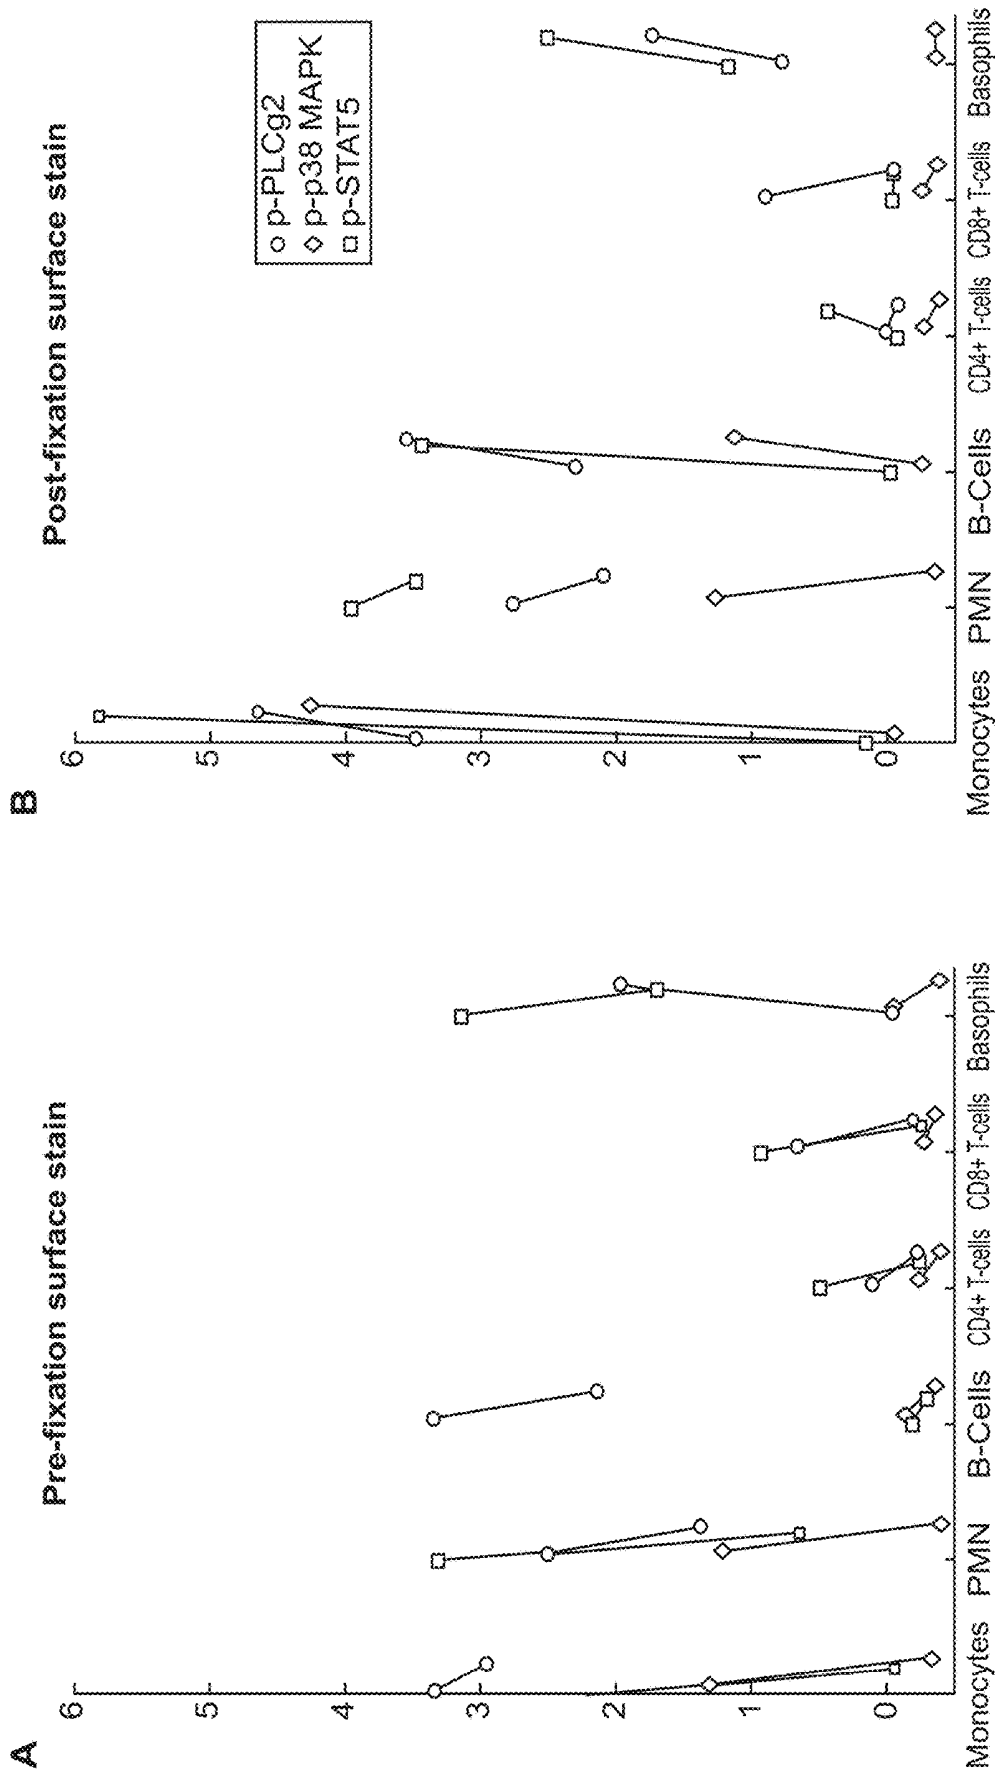 A
Pre-fixation surface stain
6
5
4
3
2
1
0
Monocytes PMN B-Cells CD4+ T-cells CD8+ T-cells Basophils
B
Post-fixation surface stain
p-PLCg2
p-p38 MAPK
p-STAT5
6
5
4
3
2
1
0
Monocytes PMN B-Cells CD4+ T-cells CD8+ T-cells Basophils